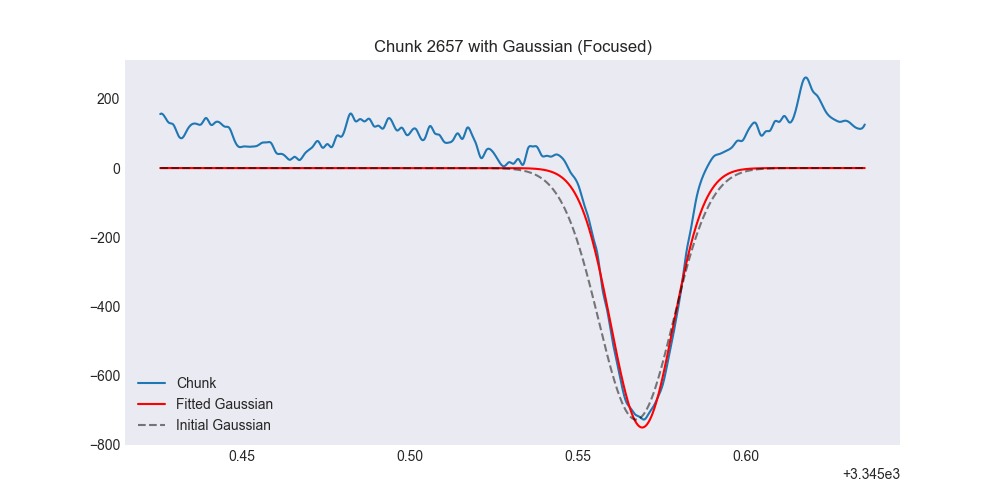 Chunk 2657 with Gaussian (Focused)
200
0
−200
−400
−600
−800
Chunk
Fitted Gaussian
Initial Gaussian
0.45 0.50 0.55 0.60
+3.345e3